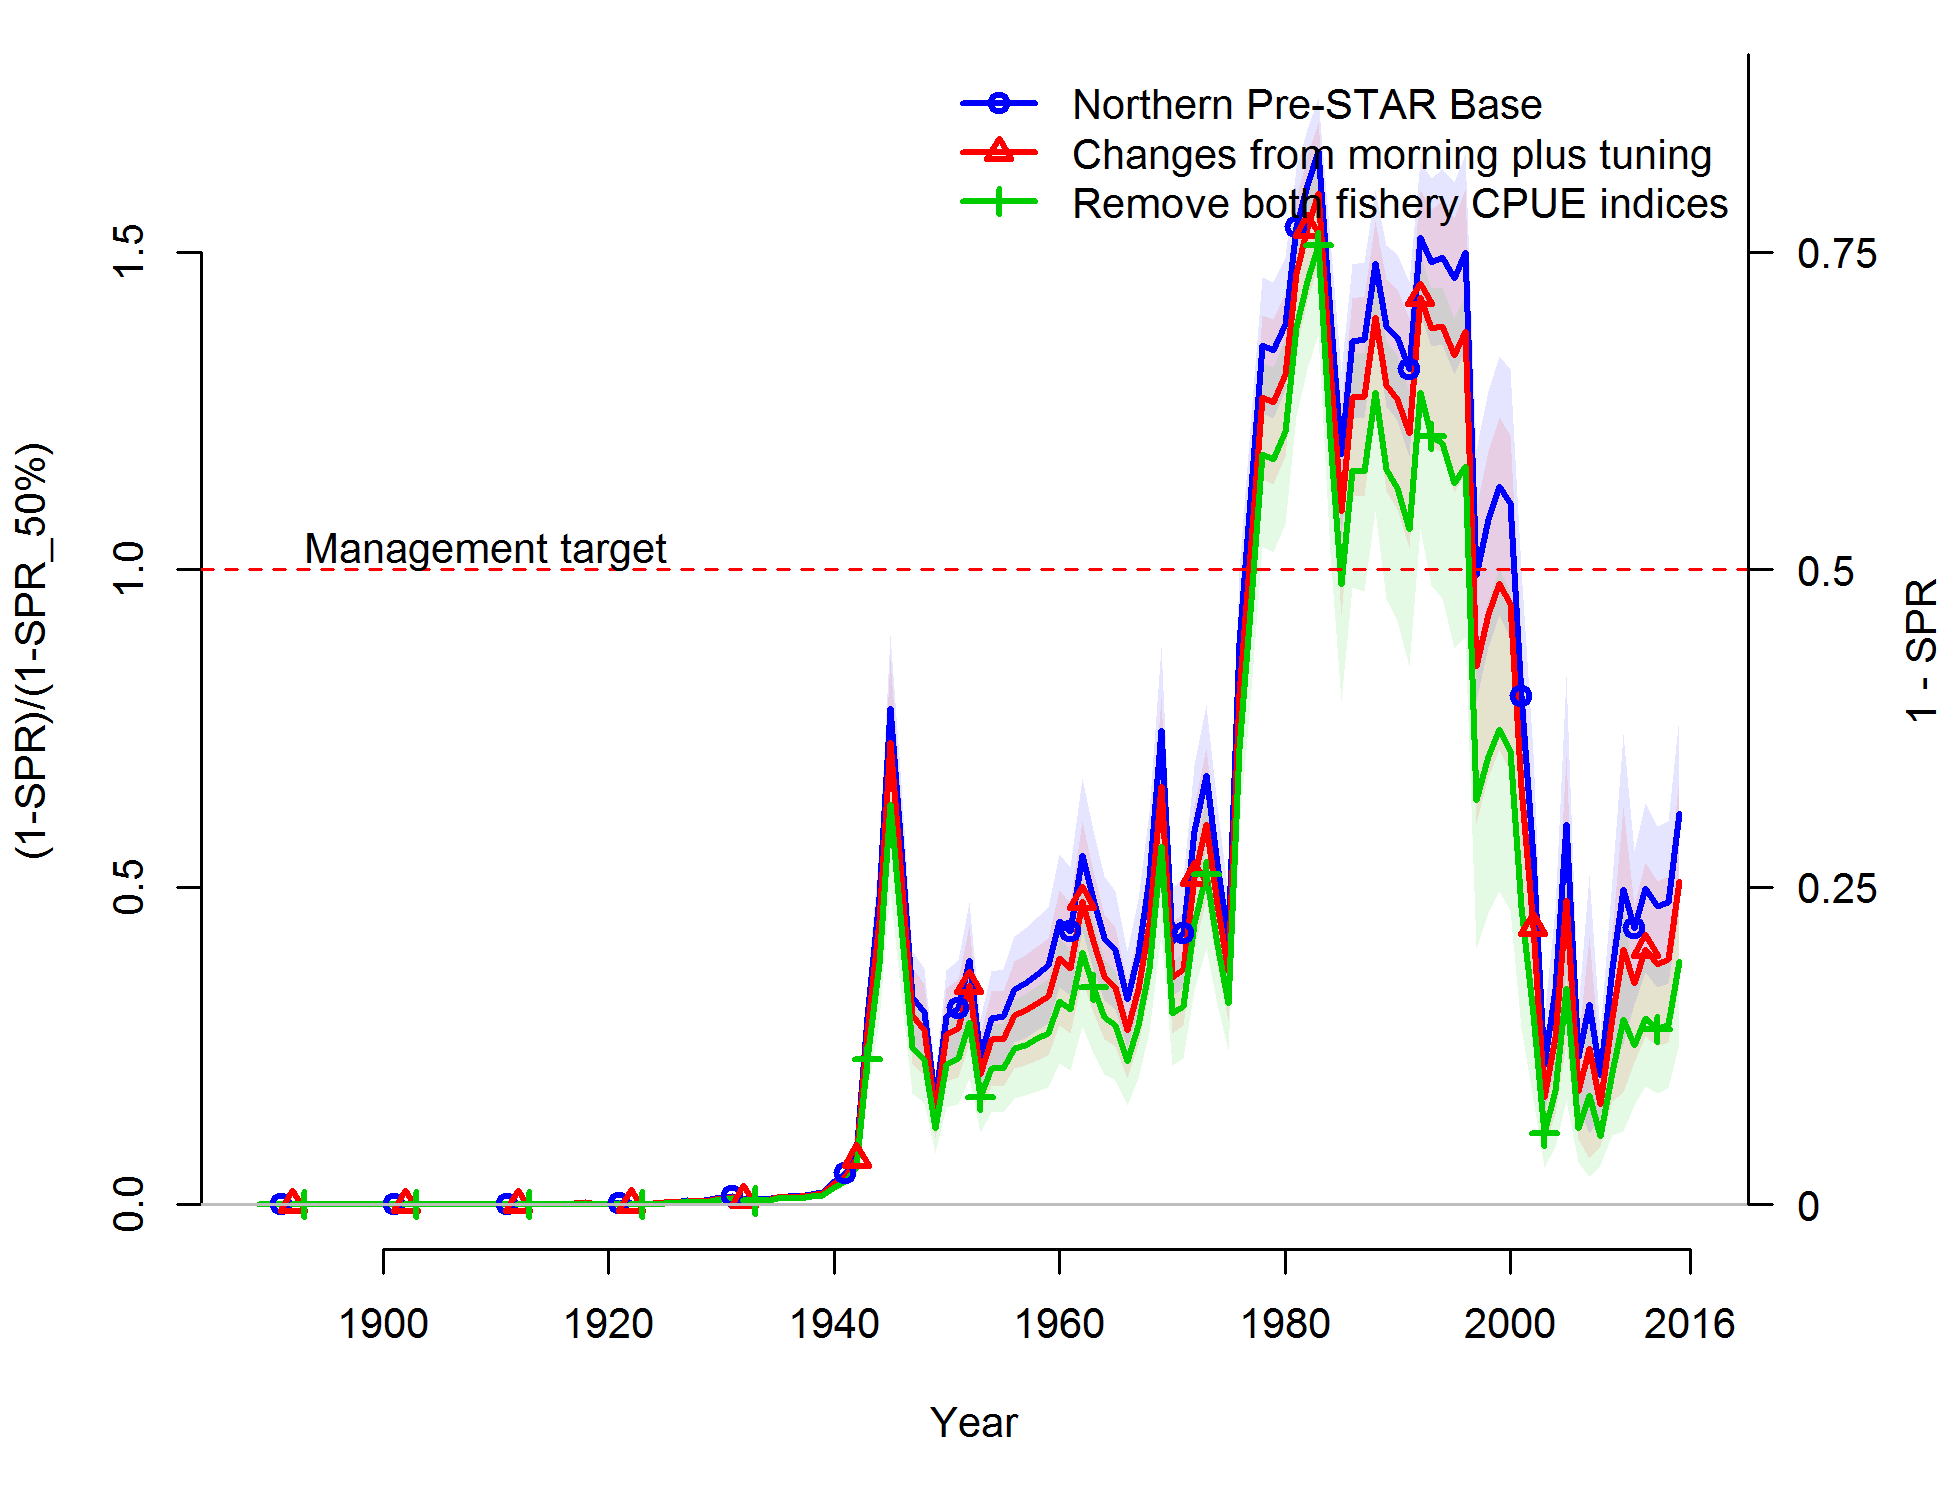 Northern Pre-STAR Base
Changes from morning plus tuning
Remove both fishery CPUE indices
Management target
(1-SPR)/(1-SPR_50%)
0.0
0.5
1.0
1.5
1 - SPR
0
0.25
0.5
0.75
1900
1920
1940
1960
1980
2000
2016
Year